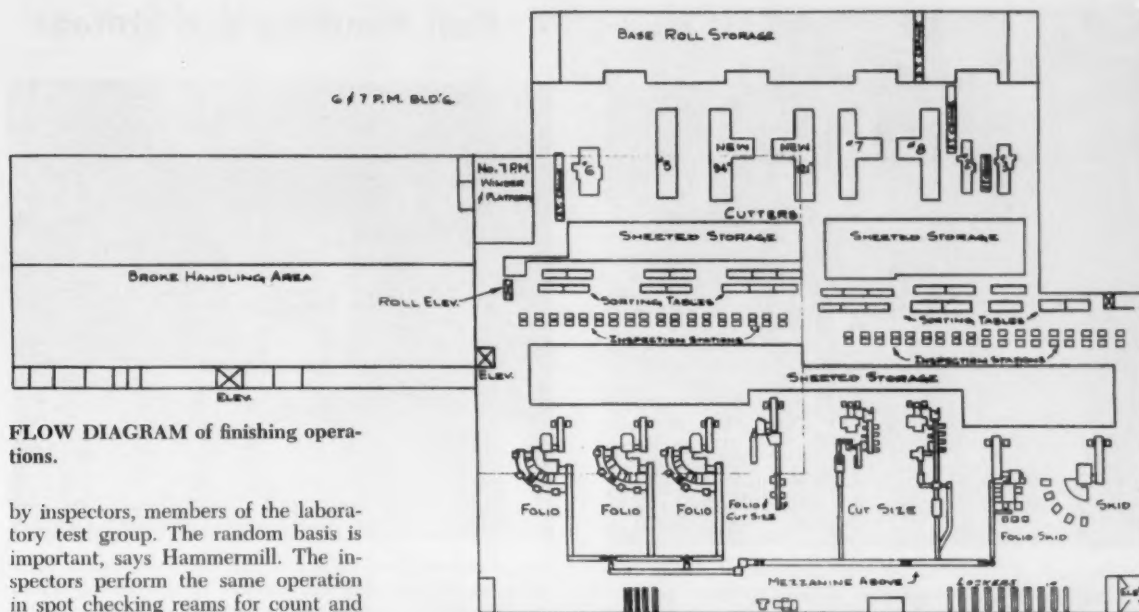 BASE ROLL STORAGE
6 & 7 P.M. BLD'G.
No. 7 P.M.
WINDER
& PLATFORM
#6
#5
NEW
94"
NEW
#7
#8
CUTTERS
SHEETED STORAGE
SHEETED STORAGE
BROKE HANDLING AREA
ROLL ELEV.
SORTING TABLES
SORTING TABLES
INSPECTION STATIONS
INSPECTION STATIONS
ELEV.
ELEV.
SHEETED STORAGE
FOLIO
FOLIO
FOLIO
FOLIO &
CUT SIZE
CUT SIZE
FOLIO SKID
SKID
MEZZANINE ABOVE
LOCKERS
FLOW DIAGRAM of finishing opera-
tions.
by inspectors, members of the labora-
tory test group. The random basis is
important, says Hammermill. The in-
spectors perform the same operation
in spot checking reams for count and